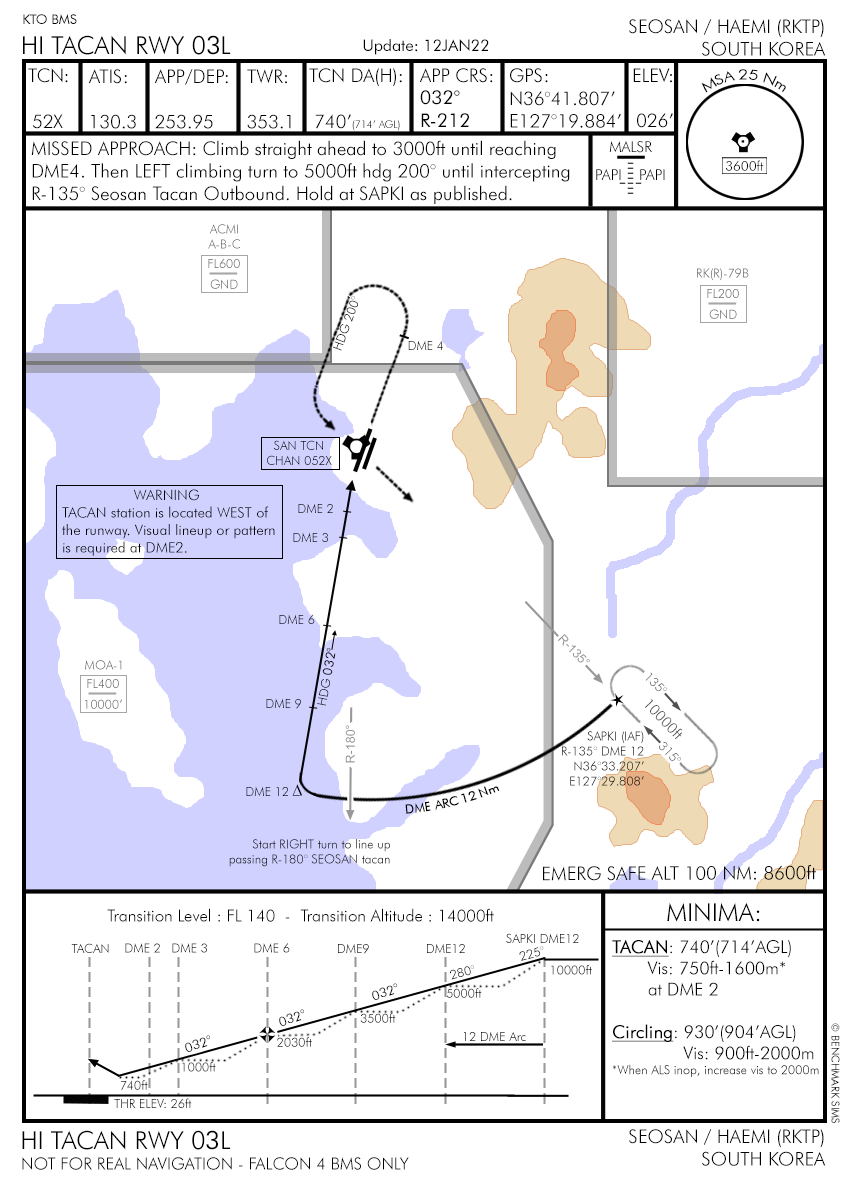 KTO BMS
HI TACAN RWY 03L
Update: 12JAN22
SEOSAN / HAEMI (RKTP)
SOUTH KOREA
TCN:
52X
ATIS:
130.3
APP/DEP:
253.95
TWR:
353.1
TCN DA(H):
740'(714' AGL)
APP CRS:
032°
R-212
GPS:
N36°41.807'
E127°19.884'
ELEV:
026'
MSA 25 Nm
3600ft
MISSED APPROACH: Climb straight ahead to 3000ft until reaching
DME4. Then LEFT climbing turn to 5000ft hdg 200° until intercepting
R-135° Seosan Tacan Outbound. Hold at SAPKI as published.
MALSR
PAPI PAPI
ACMI
A-B-C
FL600
GND
RK(R)-79B
FL200
GND
HDG 200°
DME 4
SAN TCN
CHAN 052X
WARNING
TACAN station is located WEST of
the runway. Visual lineup or pattern
is required at DME2.
DME 2
DME 3
DME 6
HDG 032°
DME 9
DME 12
MOA-1
FL400
10000'
R-180°
R-135°
135°
10000ft
315°
SAPKI (IAF)
R-135° DME 12
N36°33.207'
E127°29.808'
DME ARC 12 Nm
Start RIGHT turn to line up
passing R-180° SEOSAN tacan
EMERG SAFE ALT 100 NM: 8600ft
Transition Level : FL 140 - Transition Altitude : 14000ft
TACAN
DME 2
DME 3
DME 6
DME9
DME12
SAPKI DME12
225°
10000ft
280°
5000ft
032°
3500ft
032°
2030ft
032°
1000ft
740ft
12 DME Arc
THR ELEV: 26ft
MINIMA:
TACAN: 740'(714'AGL)
Vis: 750ft-1600m*
at DME 2
Circling: 930'(904'AGL)
Vis: 900ft-2000m
*When ALS inop, increase vis to 2000m
© BENCHMARK SIMS
HI TACAN RWY 03L
NOT FOR REAL NAVIGATION - FALCON 4 BMS ONLY
SEOSAN / HAEMI (RKTP)
SOUTH KOREA